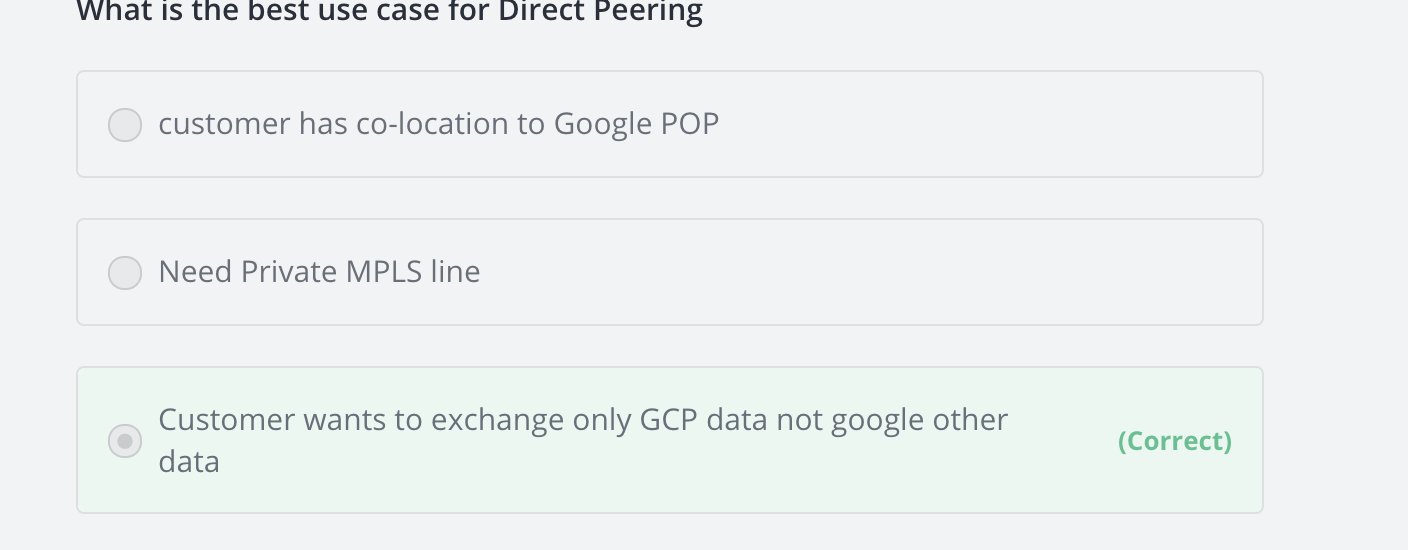 What is the best use case for Direct Peering
customer has co-location to Google POP
Need Private MPLS line
Customer wants to exchange only GCP data not google other
data
(Correct)